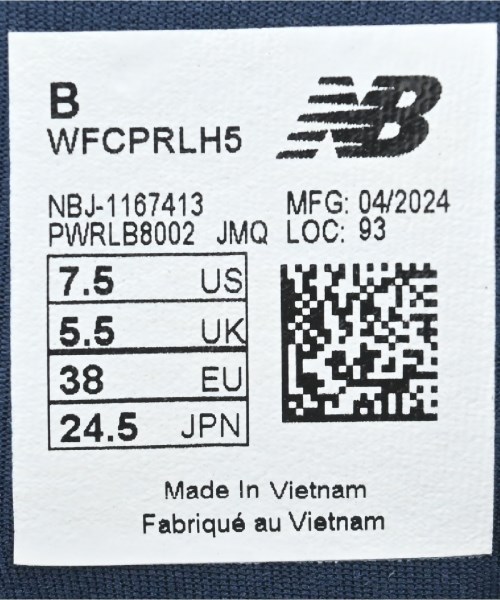 B
NB
WFCPRLH5
NBJ-1167413 MFG: 04/2024
PWRLB8002 JMQ LOC: 93
7.5 US
5.5 UK
38 EU
24.5 JPN
Made In Vietnam
Fabriqué au Vietnam